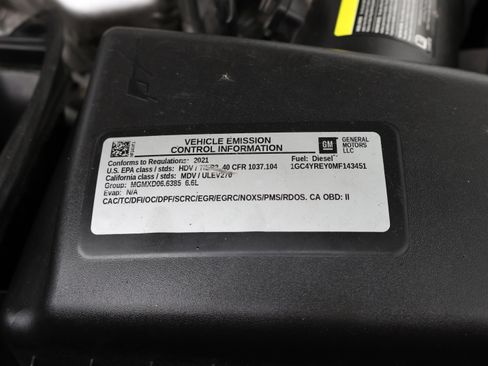 VEHICLE EMISSION
CONTROL INFORMATION
GM
GENERAL
MOTORS
LLC
Conforms to Regulations: 2021
Fuel: Diesel
U.S. EPA class / stds: HDV / 40 CFR 1037.104
1GC4YREY0MF143451
California class / stds: MDV / ULEV270
Group: MGMXD06.6385 6.6L
Evap: N/A
CAC/TC/DFI/OC/DPF/SCRC/EGR/EGRC/NOXS/PMS/RDOS. CA OBD: II